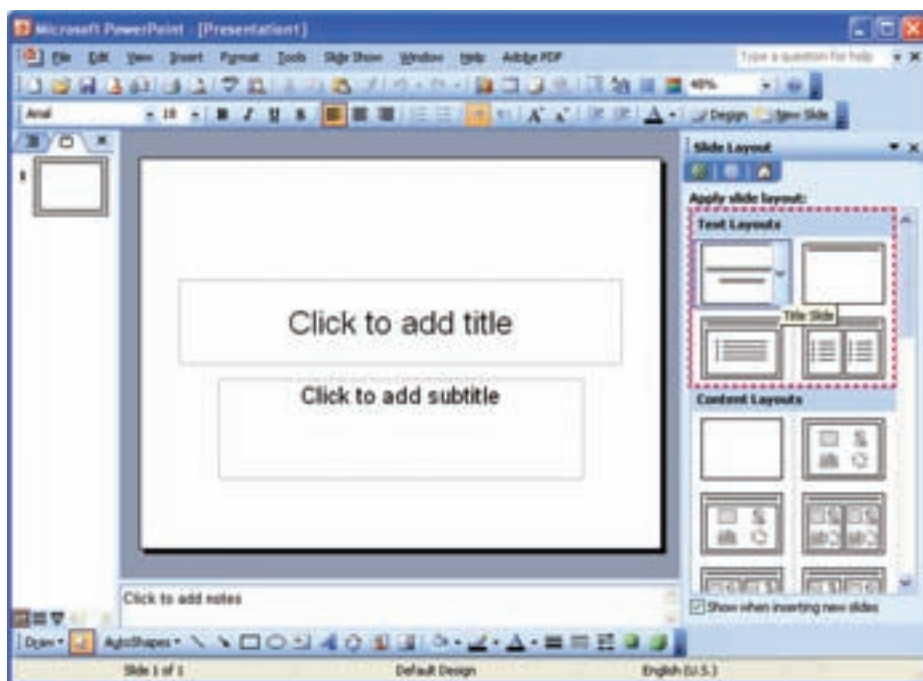 Microsoft PowerPoint - [Presentation1]
File Edit View Insert Format Tools Slide Show Window Help Adobe PDF Type a question for help
48%
Arial 18 B I U S Design New Slide
Slide Layout
1
Apply slide layout:
Text Layouts
Click to add title
Title Slide
Click to add subtitle
Content Layouts
Click to add notes
Show when inserting new slides
Draw AutoShapes
Slide 1 of 1 Default Design English (U.S.)